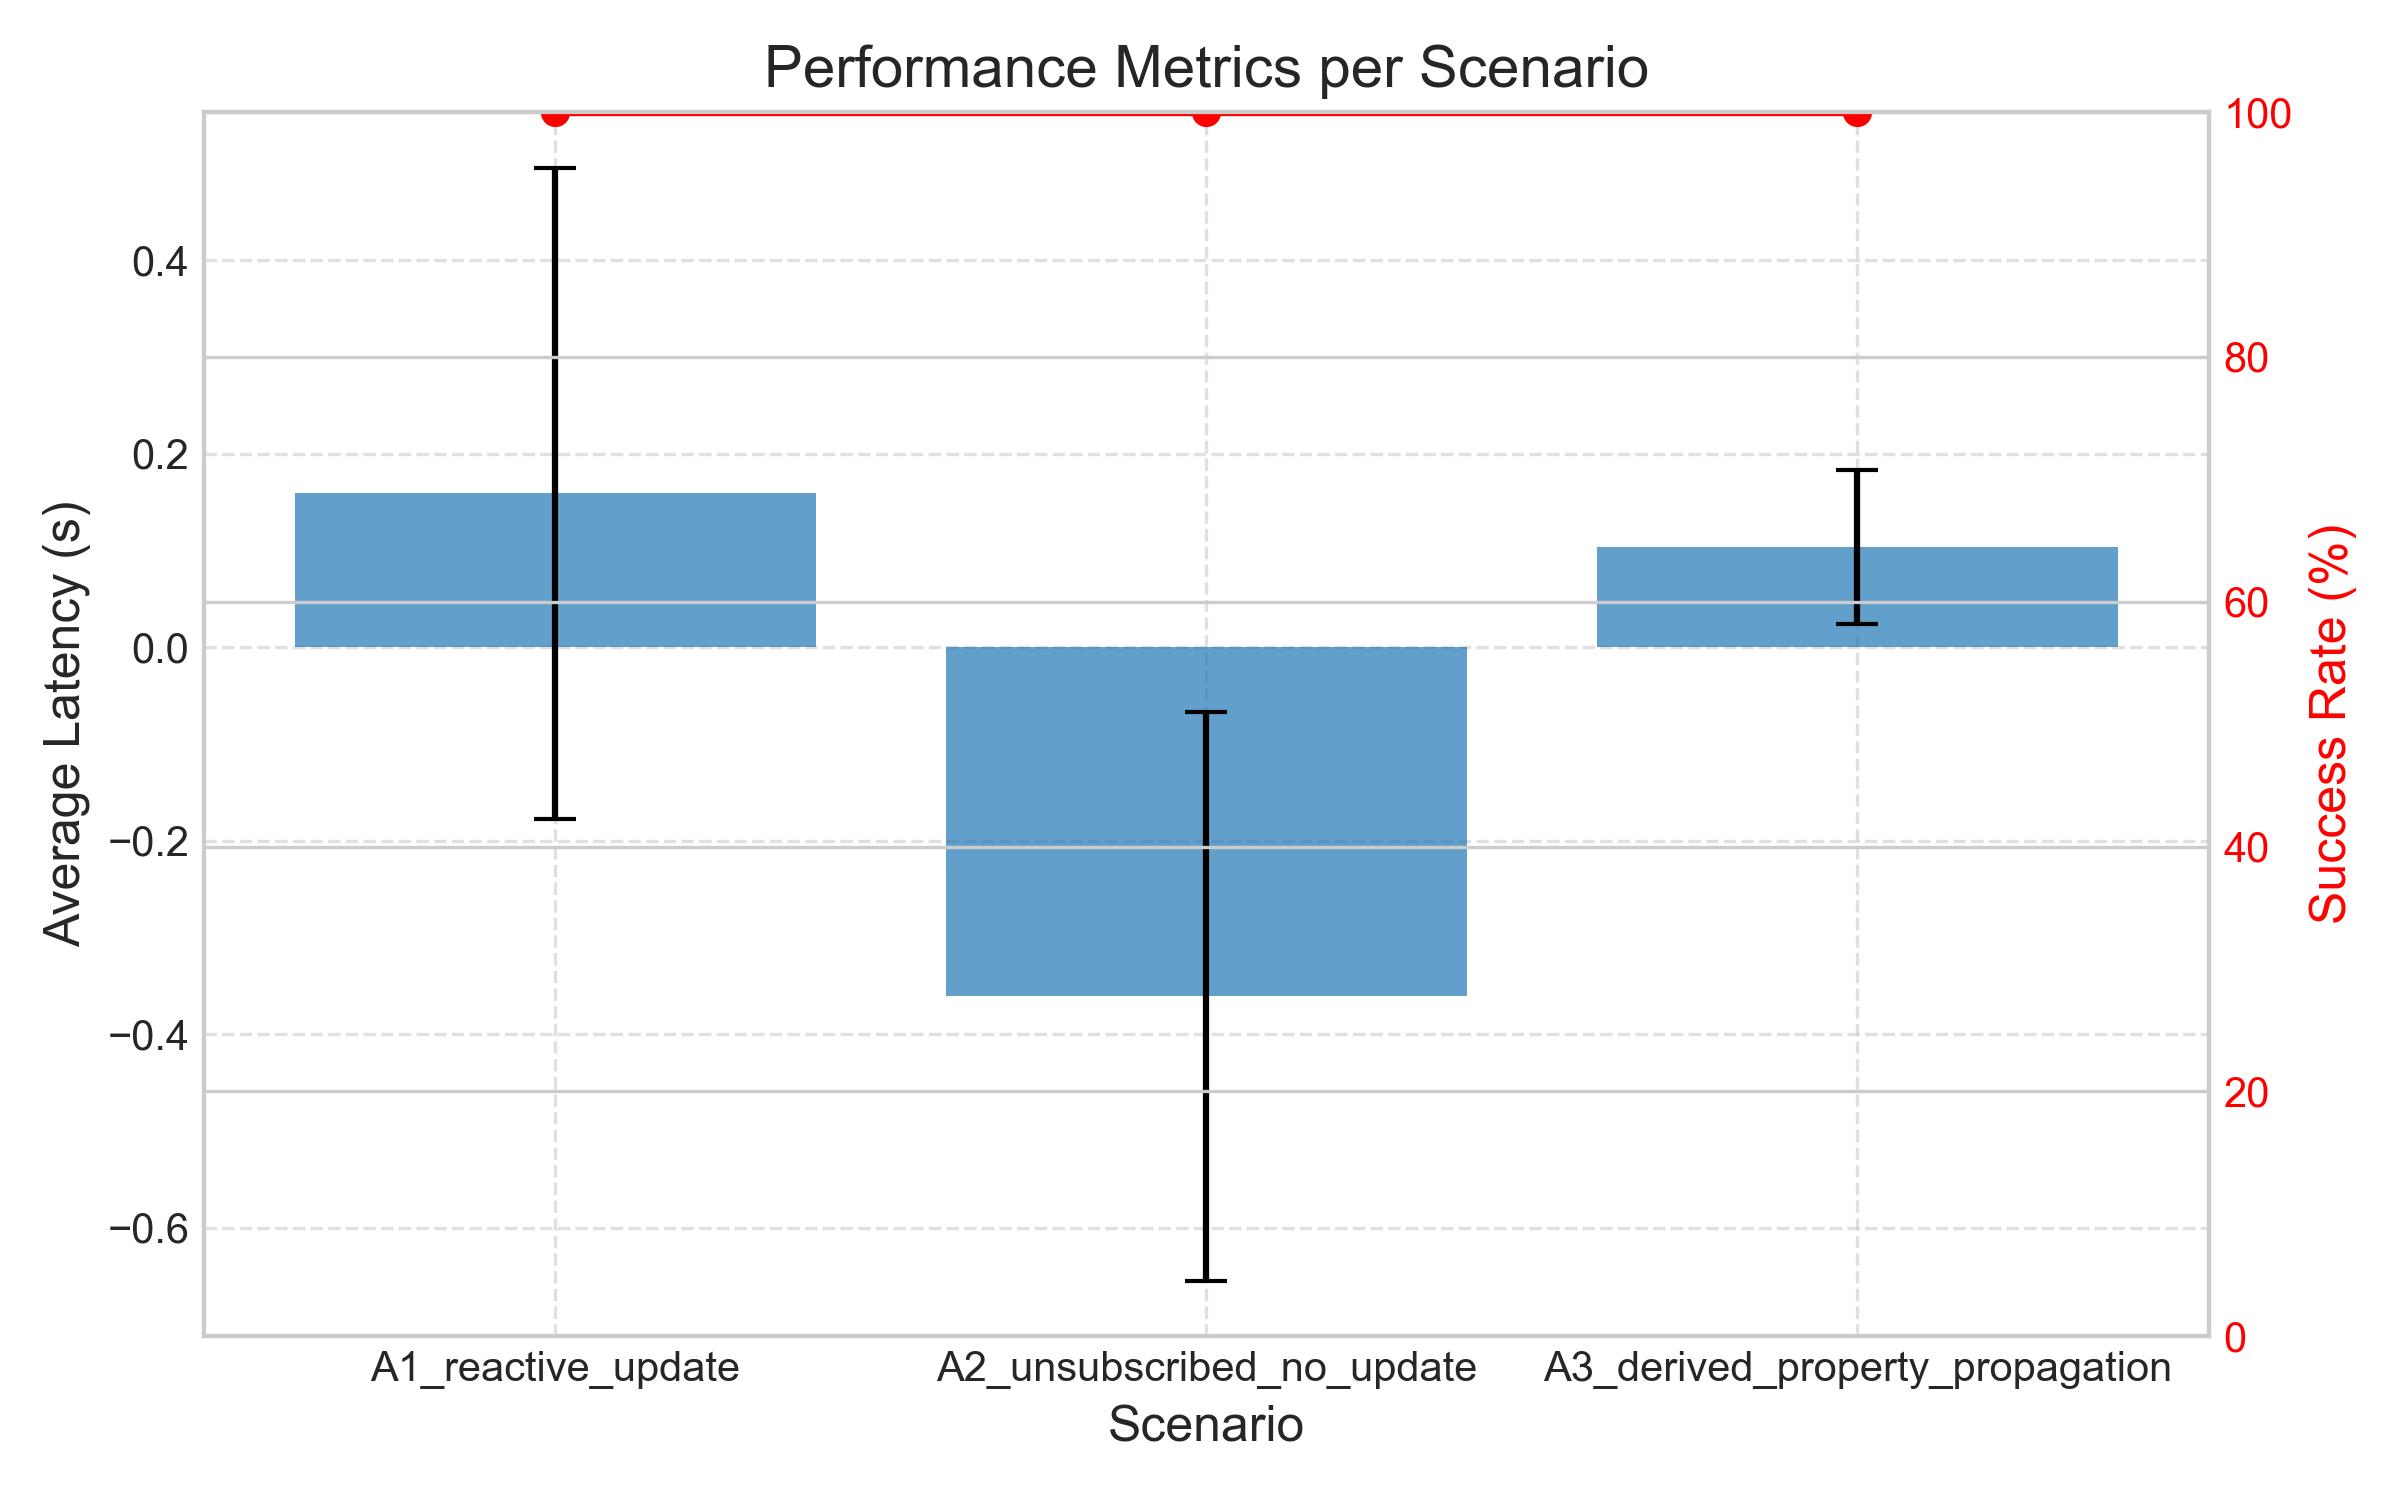 Performance Metrics per Scenario
Average Latency (s)
0.4
0.2
0.0
−0.2
−0.4
−0.6
100
80
60
40
20
0
Success Rate (%)
A1_reactive_update
A2_unsubscribed_no_update
A3_derived_property_propagation
Scenario